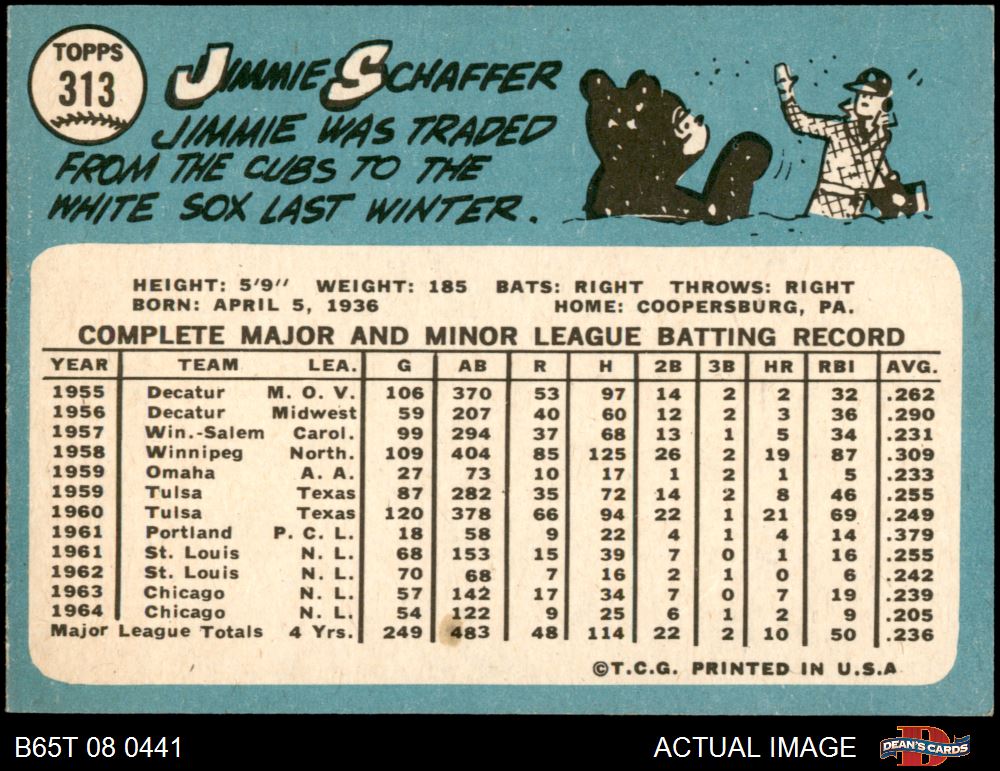 TOPPS
313
JIMMIE SCHAFFER
JIMMIE WAS TRADED
FROM THE CUBS TO THE
WHITE SOX LAST WINTER.
HEIGHT: 5'9" WEIGHT: 185 BATS: RIGHT THROWS: RIGHT
BORN: APRIL 5, 1936 HOME: COOPERSBURG, PA.
COMPLETE MAJOR AND MINOR LEAGUE BATTING RECORD
YEAR TEAM LEA. G AB R H 2B 3B HR RBI AVG.
1955 Decatur M. O. V. 106 370 53 97 14 2 2 32 .262
1956 Decatur Midwest 59 207 40 60 12 2 3 36 .290
1957 Win.-Salem Carol. 99 294 37 68 13 1 5 34 .231
1958 Winnipeg North. 109 404 85 125 26 2 19 87 .309
1959 Omaha A. A. 27 73 10 17 1 2 1 5 .233
1959 Tulsa Texas 87 282 35 72 14 2 8 46 .255
1960 Tulsa Texas 120 378 66 94 22 1 21 69 .249
1961 Portland P. C. L. 18 58 9 22 4 1 4 14 .379
1961 St. Louis N. L. 68 153 15 39 7 0 1 16 .255
1962 St. Louis N. L. 70 68 7 16 2 1 0 6 .242
1963 Chicago N. L. 57 142 17 34 7 0 7 19 .239
1964 Chicago N. L. 54 122 9 25 6 1 2 9 .205
Major League Totals 4 Yrs. 249 483 48 114 22 2 10 50 .236
©T.C.G. PRINTED IN U.S.A
B65T 08 0441 ACTUAL IMAGE DEAN'S CARDS